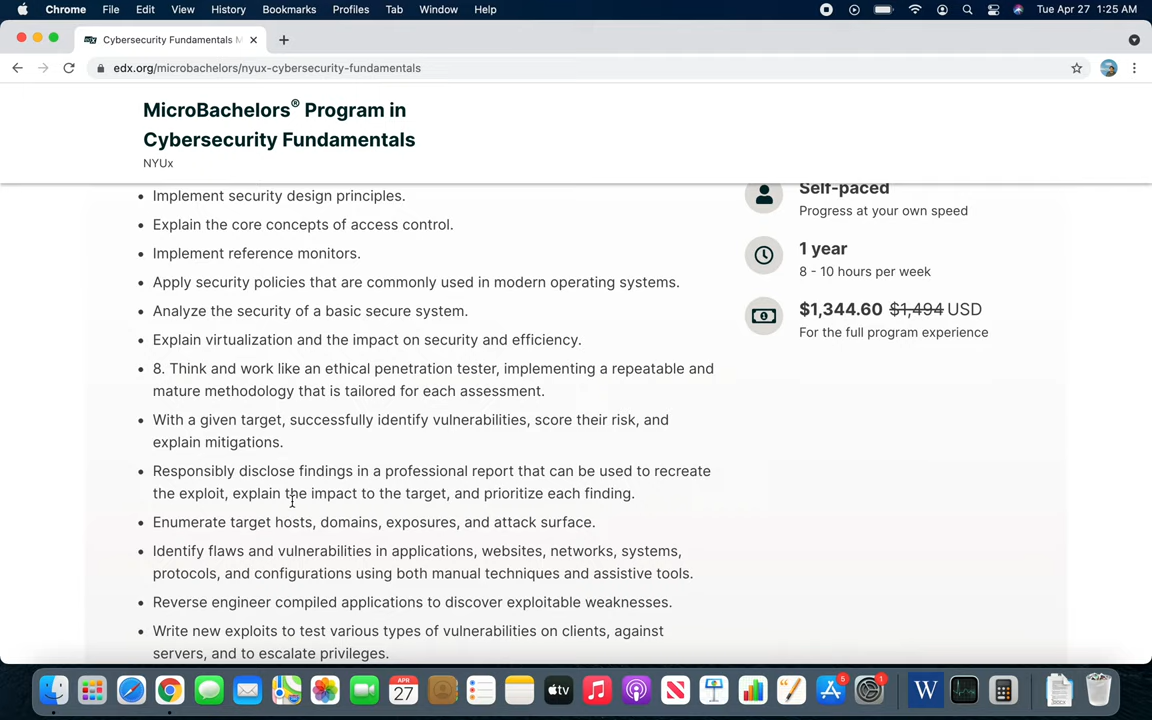 Chrome File Edit View History Bookmarks Profiles Tab Window Help Tue Apr 27 1:25 AM
Cybersecurity Fundamentals M
edx.org/microbachelors/nyux-cybersecurity-fundamentals
MicroBachelors® Program in
Cybersecurity Fundamentals
NYUx
• Implement security design principles.
• Explain the core concepts of access control.
• Implement reference monitors.
• Apply security policies that are commonly used in modern operating systems.
• Analyze the security of a basic secure system.
• Explain virtualization and the impact on security and efficiency.
• 8. Think and work like an ethical penetration tester, implementing a repeatable and
mature methodology that is tailored for each assessment.
• With a given target, successfully identify vulnerabilities, score their risk, and
explain mitigations.
• Responsibly disclose findings in a professional report that can be used to recreate
the exploit, explain the impact to the target, and prioritize each finding.
• Enumerate target hosts, domains, exposures, and attack surface.
• Identify flaws and vulnerabilities in applications, websites, networks, systems,
protocols, and configurations using both manual techniques and assistive tools.
• Reverse engineer compiled applications to discover exploitable weaknesses.
• Write new exploits to test various types of vulnerabilities on clients, against
servers, and to escalate privileges.
Self-paced
Progress at your own speed
1 year
8 - 10 hours per week
$1,344.60 $1,494 USD
For the full program experience
APR
27
tv
5
1
W